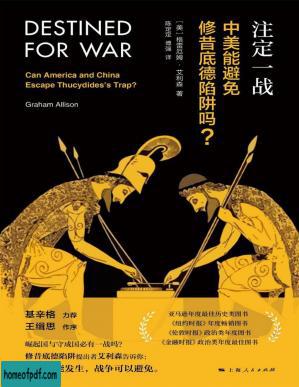 DESTINED
FOR WAR
Can America and China
Escape Thucydides's Trap?
Graham Allison
注定一战
中美能避免
修昔底德陷阱吗?
[美] 格雷厄姆·艾利森 著
陈定定 傅强 译
基辛格 力荐
王缉思 作序
崛起国与守成国必有一战吗?
修昔底德陷阱提出者艾利森告诉你:
能发生,战争可以避免。
亚马逊年度最佳历史类图书
《纽约时报》年度畅销图书
《伦敦时报》政治类年度图书
《金融时报》政治类年度最佳图书
上海人民出版社
homeofpdf.com